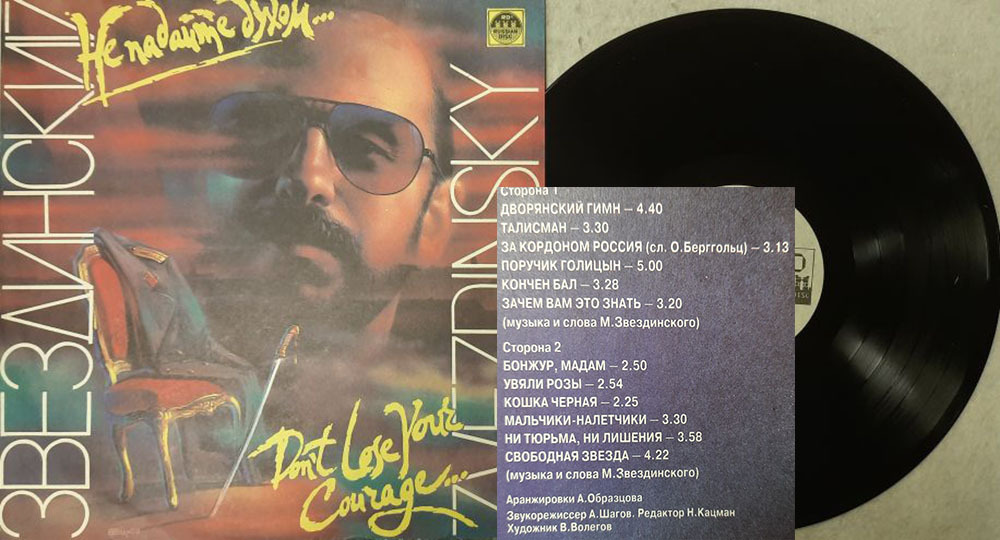 ЗВЕЗДИНСКИЙ
Не падайте духом...
RD
RUSSIAN
DISC
ZVEZDINSKY
Don't Lose Your
Courage...
Сторона 1
ДВОРЯНСКИЙ ГИМН – 4.40
ТАЛИСМАН – 3.30
ЗА КОРДОНОМ РОССИЯ (сл. О.Берггольц) – 3.13
ПОРУЧИК ГОЛИЦЫН – 5.00
КОНЧЕН БАЛ – 3.28
ЗАЧЕМ ВАМ ЭТО ЗНАТЬ – 3.20
(музыка и слова М.Звездинского)
Сторона 2
БОНЖУР, МАДАМ – 2.50
УВЯЛИ РОЗЫ – 2.54
КОШКА ЧЕРНАЯ – 2.25
МАЛЬЧИКИ-НАЛЕТЧИКИ – 3.30
НИ ТЮРЬМА, НИ ЛИШЕНИЯ – 3.58
СВОБОДНАЯ ЗВЕЗДА – 4.22
(музыка и слова М.Звездинского)
Аранжировки А.Образцова
Звукорежиссер А.Шагов. Редактор Н.Кацман
Художник В.Волегов